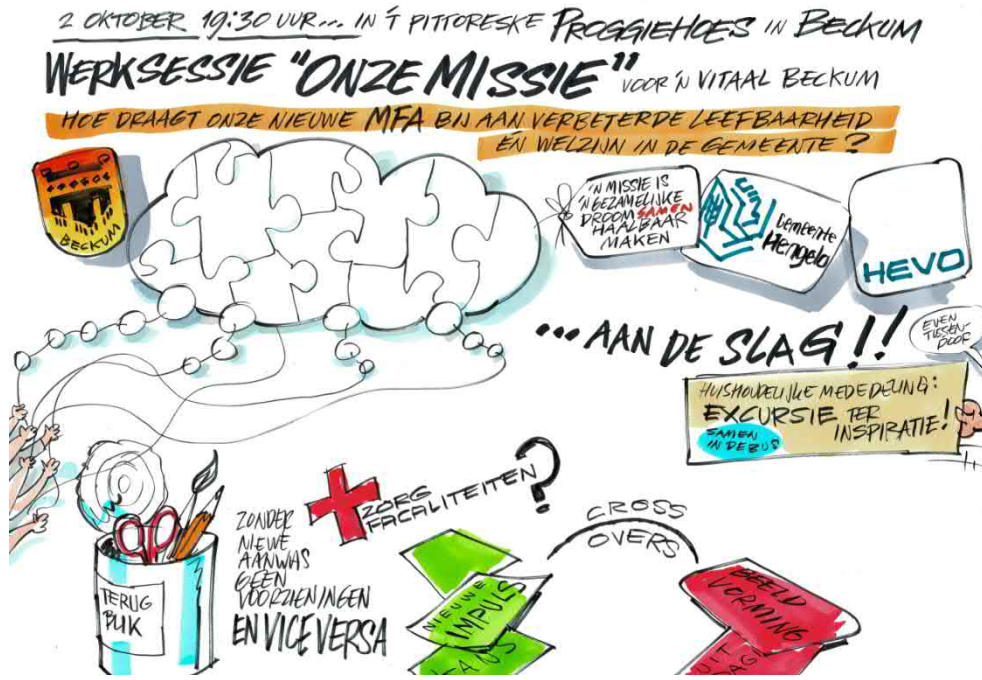 2 OKTOBER 19:30 UUR... IN 'T PITTORESKE PROGGIEHOES IN BECKUM
WERKSESSIE "ONZE MISSIE" VOOR 'N VITAAL BECKUM
HOE DRAAGT ONZE NIEUWE MFA BIJ AAN VERBETERDE LEEFBAARHEID
ÉN WELZIJN IN DE GEMEENTE?
BECKUM
'N MISSIE IS
'N GEZAMELIJKE
DROOM SAMEN
HAALBAAR
MAKEN
Gemeente
Hengelo
HEVO
...AAN DE SLAG!!
EVEN
TUSSEN-
DOOR
HUISHOUDELIJKE MEDEDELING:
EXCURSIE TER
INSPIRATIE!
SAMEN
IN DE BUS
TERUG
BLIK
ZONDER
NIEWE
AANWAS
GEEN
VOORZIENINGEN
EN VICE VERSA
ZORG
FACALITEITEN?
NIEUWE
IMPULS
CROSS
OVERS
BEELD
VORMING